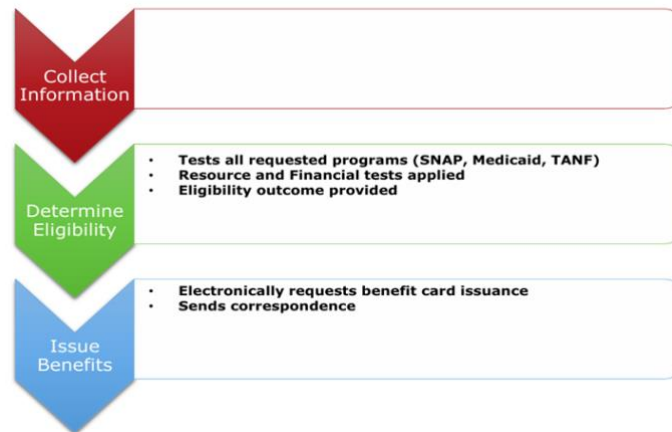 Collect
Information
Determine
Eligibility
• Tests all requested programs (SNAP, Medicaid, TANF)
• Resource and Financial tests applied
• Eligibility outcome provided
Issue
Benefits
• Electronically requests benefit card issuance
• Sends correspondence